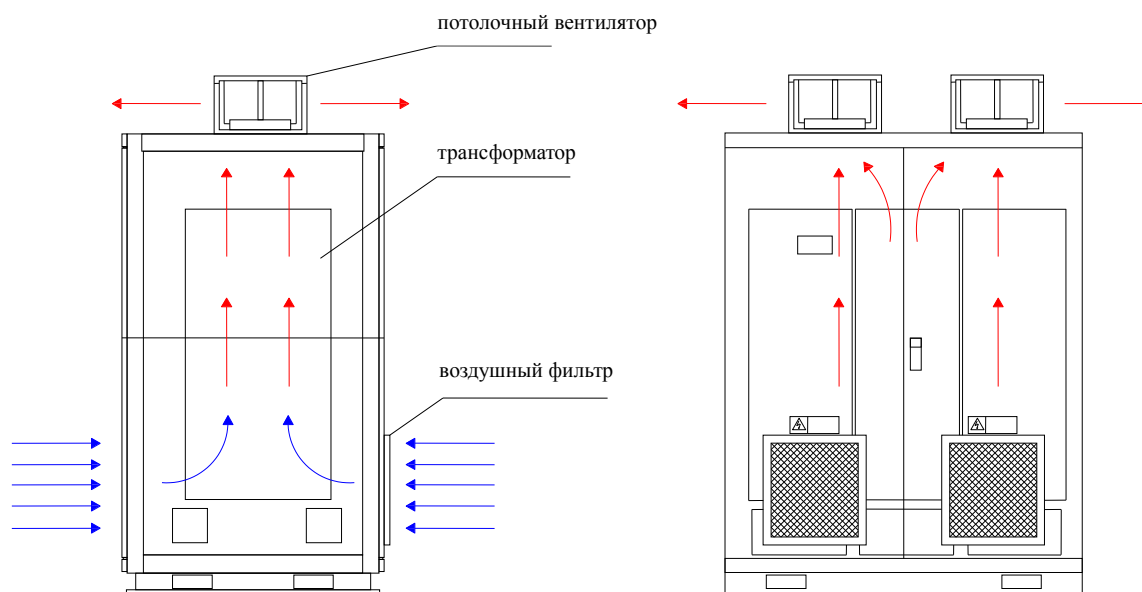 потолочный вентилятор
трансформатор
воздушный фильтр